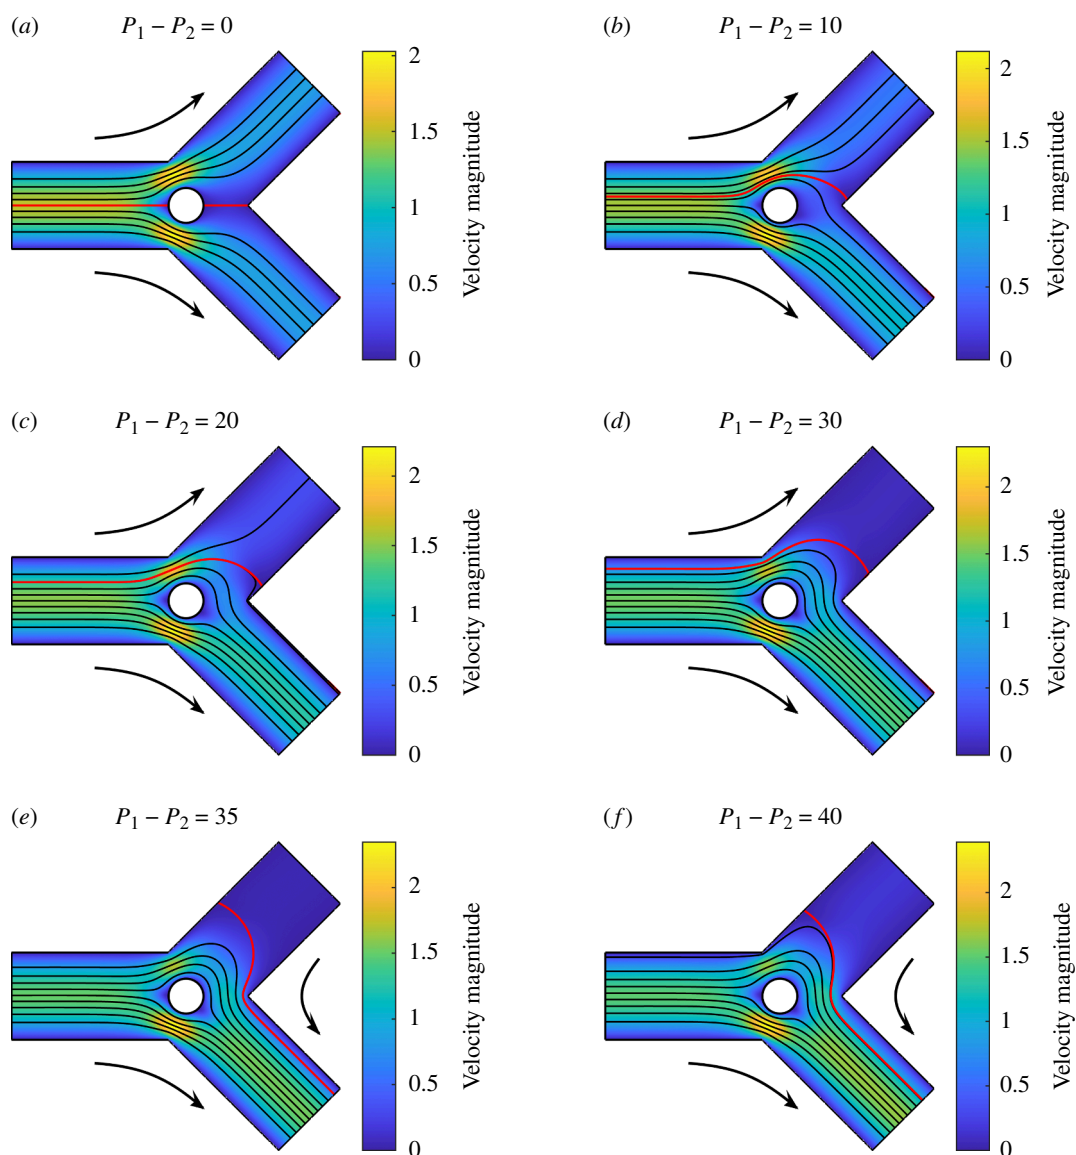 (a) P₁ − P₂ = 0
2
1.5
1
0.5
0
Velocity magnitude
(b) P₁ − P₂ = 10
2
1.5
1
0.5
0
Velocity magnitude
(c) P₁ − P₂ = 20
2
1.5
1
0.5
0
Velocity magnitude
(d) P₁ − P₂ = 30
2
1.5
1
0.5
0
Velocity magnitude
(e) P₁ − P₂ = 35
2
1.5
1
0.5
0
Velocity magnitude
(f) P₁ − P₂ = 40
2
1.5
1
0.5
0
Velocity magnitude